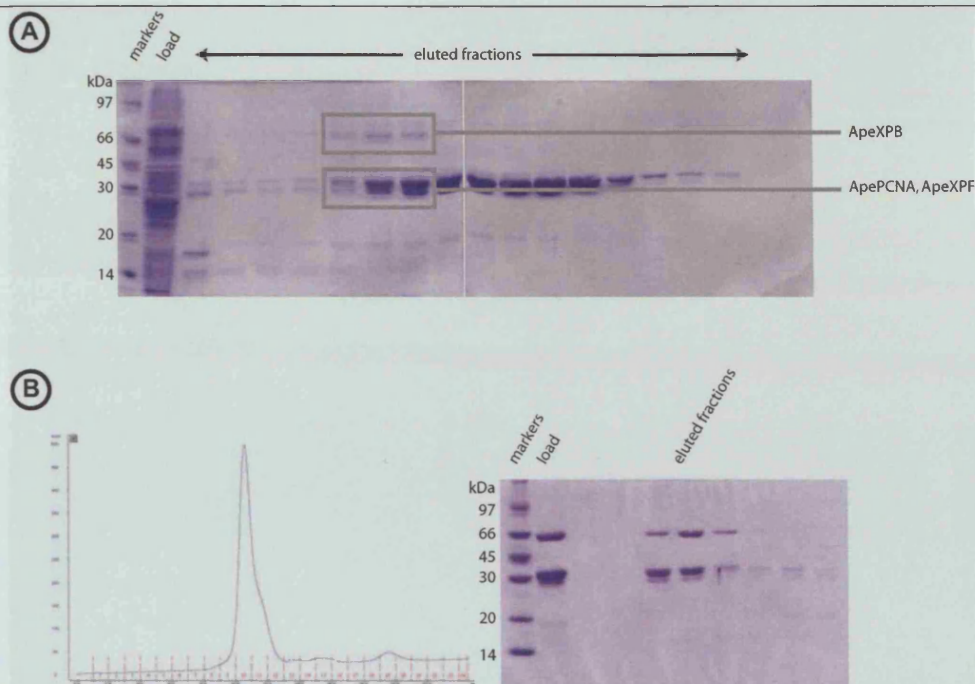 A
markers
load
eluted fractions
kDa
97
66
45
30
20
14
ApeXPB
ApePCNA, ApeXPF
B
markers
load
eluted fractions
kDa
97
66
45
30
20
14